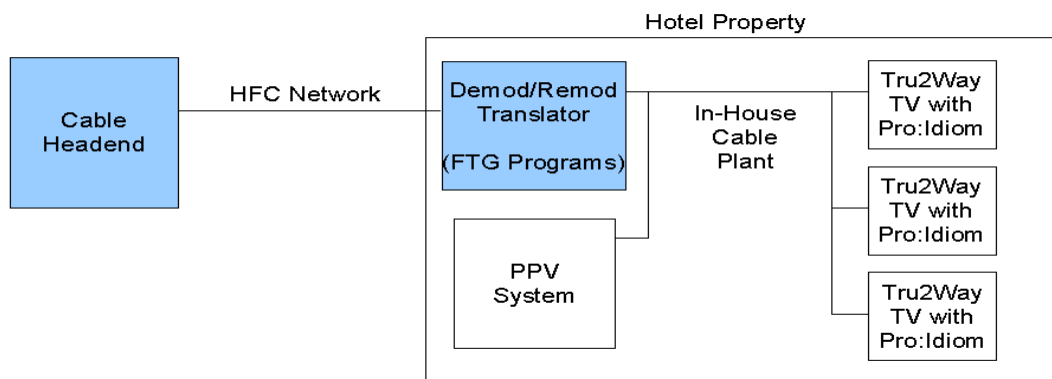 Hotel Property
Cable
Headend
HFC Network
Demod/Remod
Translator
(FTG Programs)
In-House
Cable
Plant
PPV
System
Tru2Way
TV with
Pro:Idiom
Tru2Way
TV with
Pro:Idiom
Tru2Way
TV with
Pro:Idiom